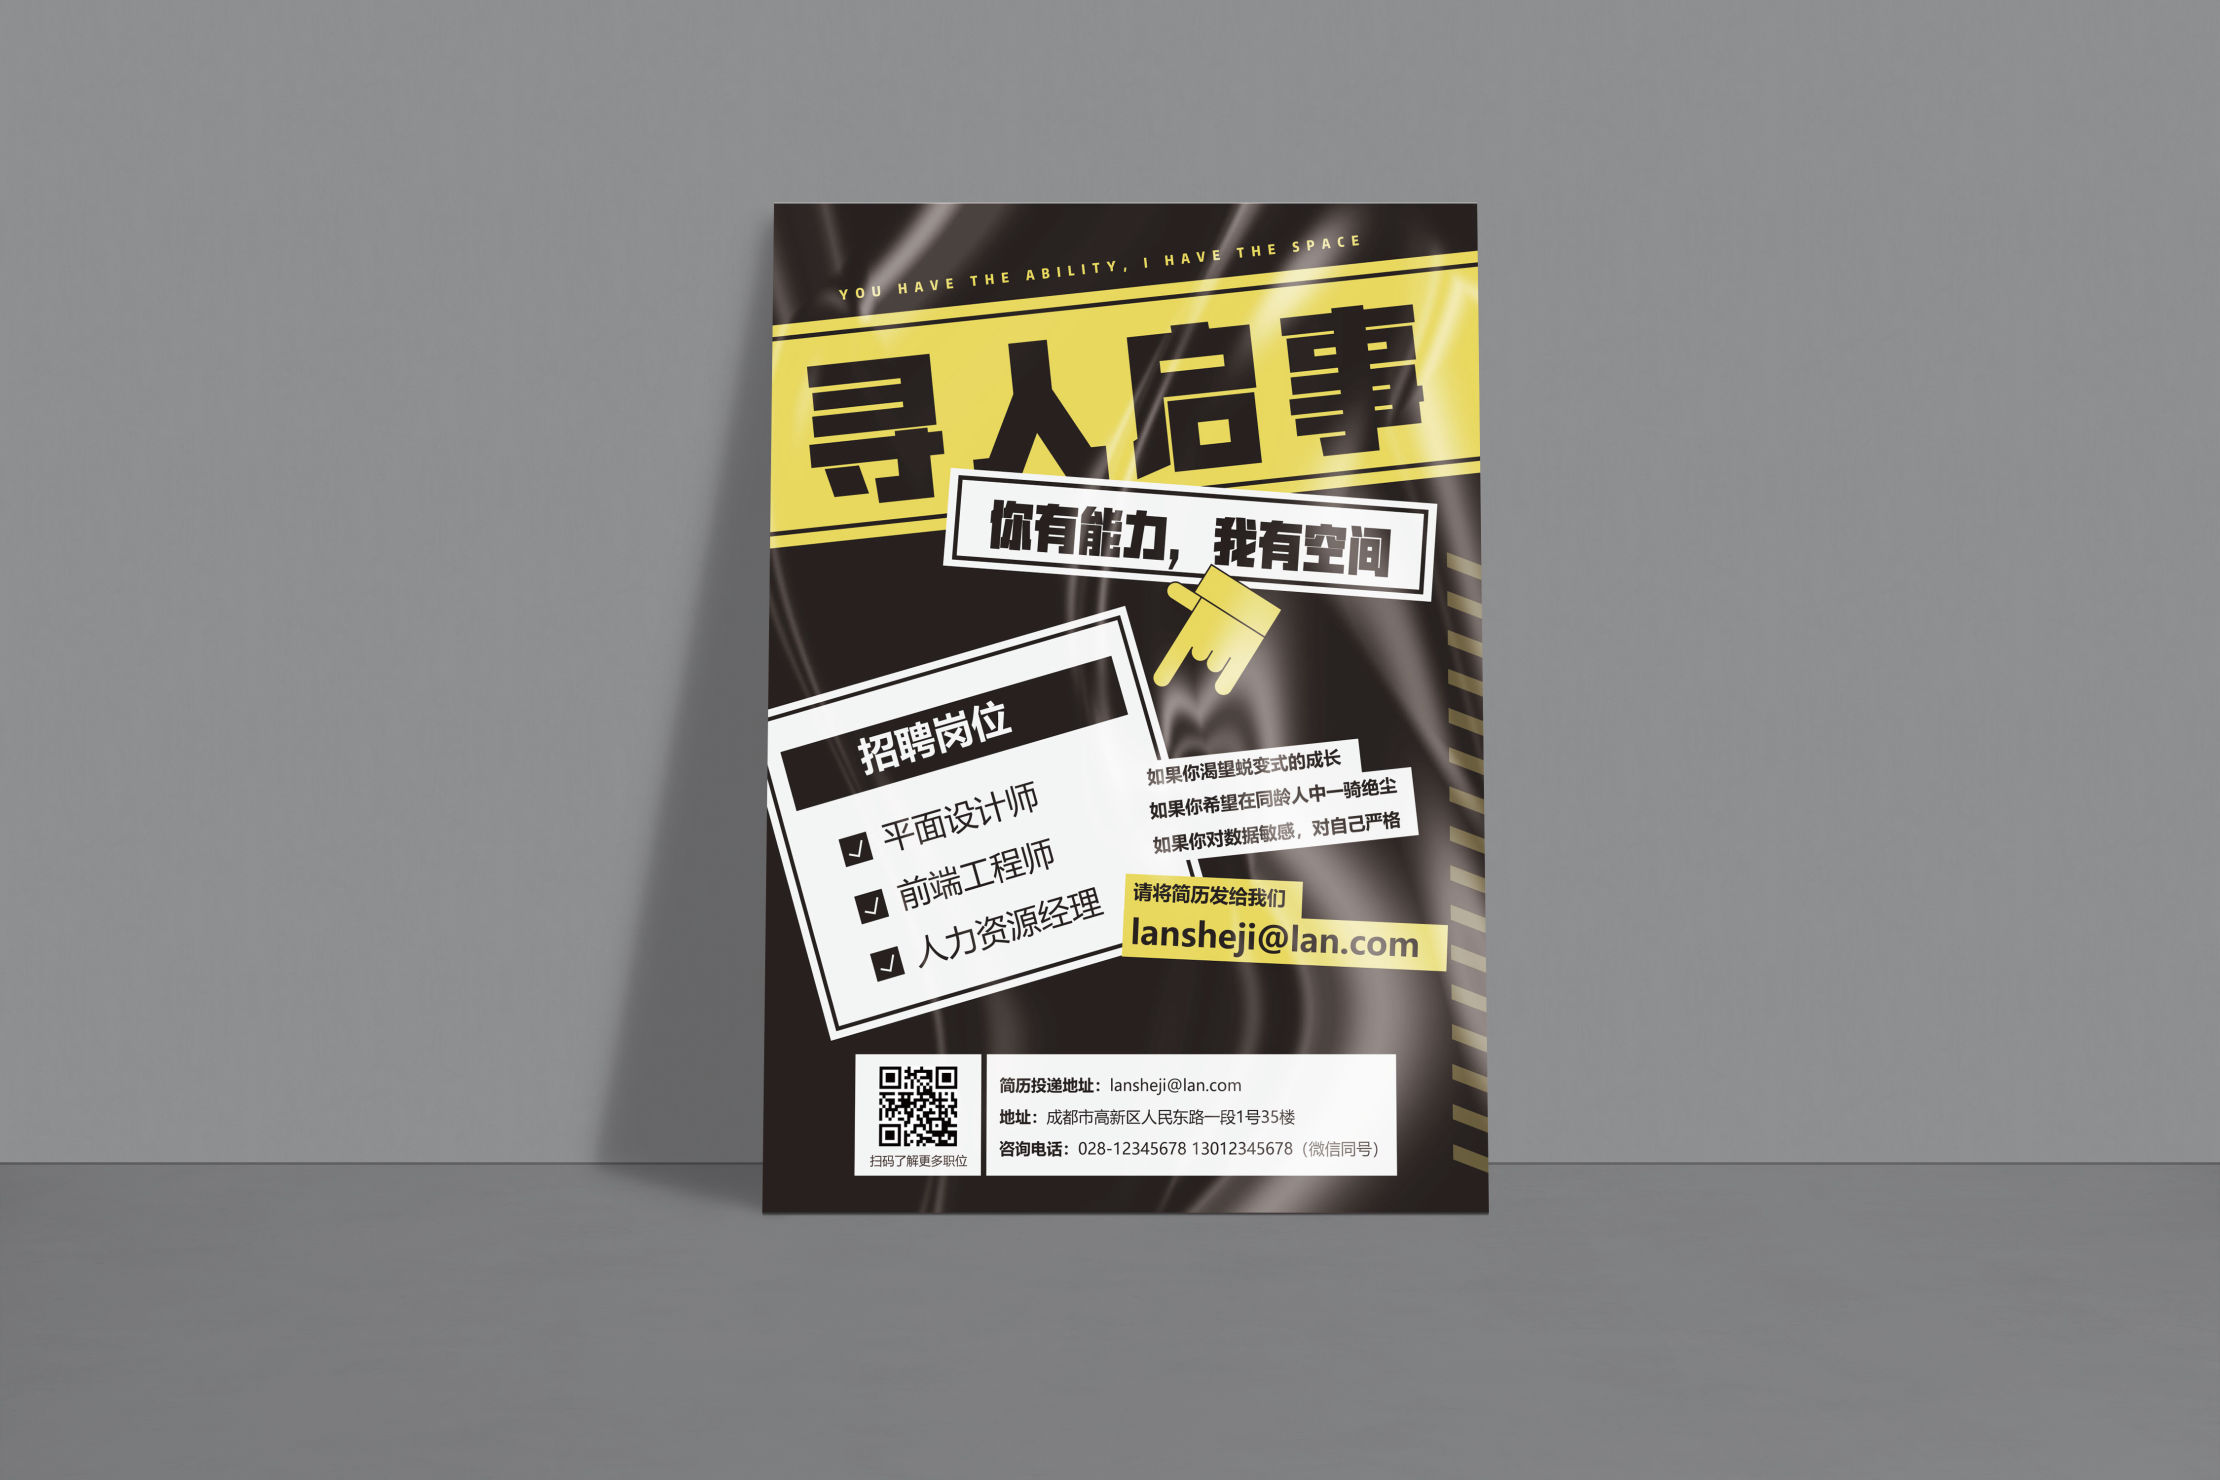 YOU HAVE THE ABILITY, I HAVE THE SPACE
寻人启事
你有能力，我有空间
招聘岗位
平面设计师
前端工程师
人力资源经理
如果你渴望蜕变式的成长
如果你希望在同龄人中一骑绝尘
如果你对数据敏感，对自己严格
请将简历发给我们
lansheji@lan.com
扫码了解更多职位
简历投递地址：lansheji@lan.com
地址：成都市高新区人民东路一段1号35楼
咨询电话：028-12345678 13012345678（微信同号）